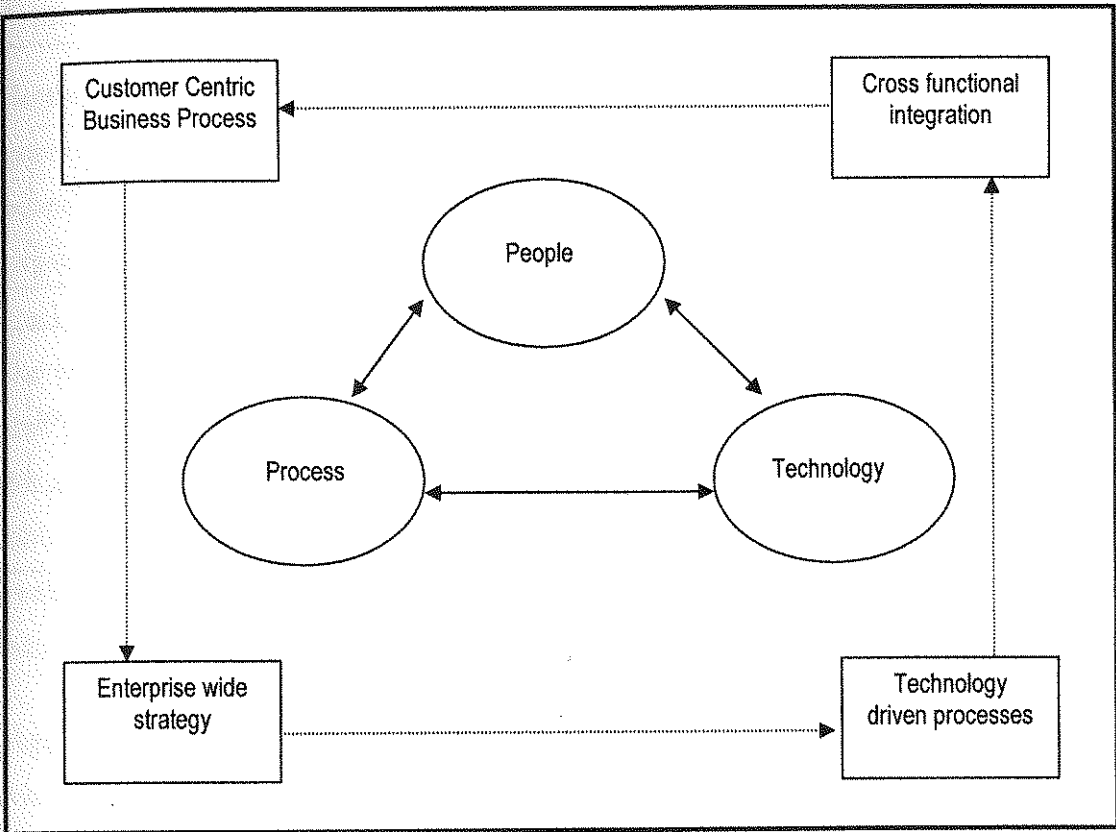 Customer Centric
Business Process
Cross functional
integration
People
Process
Technology
Enterprise wide
strategy
Technology
driven processes